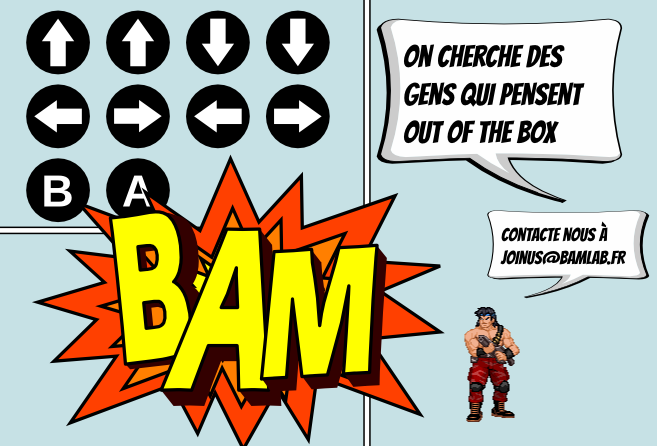 ON CHERCHE DES
GENS QUI PENSENT
OUT OF THE BOX
B A
CONTACTE NOUS À
JOINUS@BAMLAB.FR
BAM